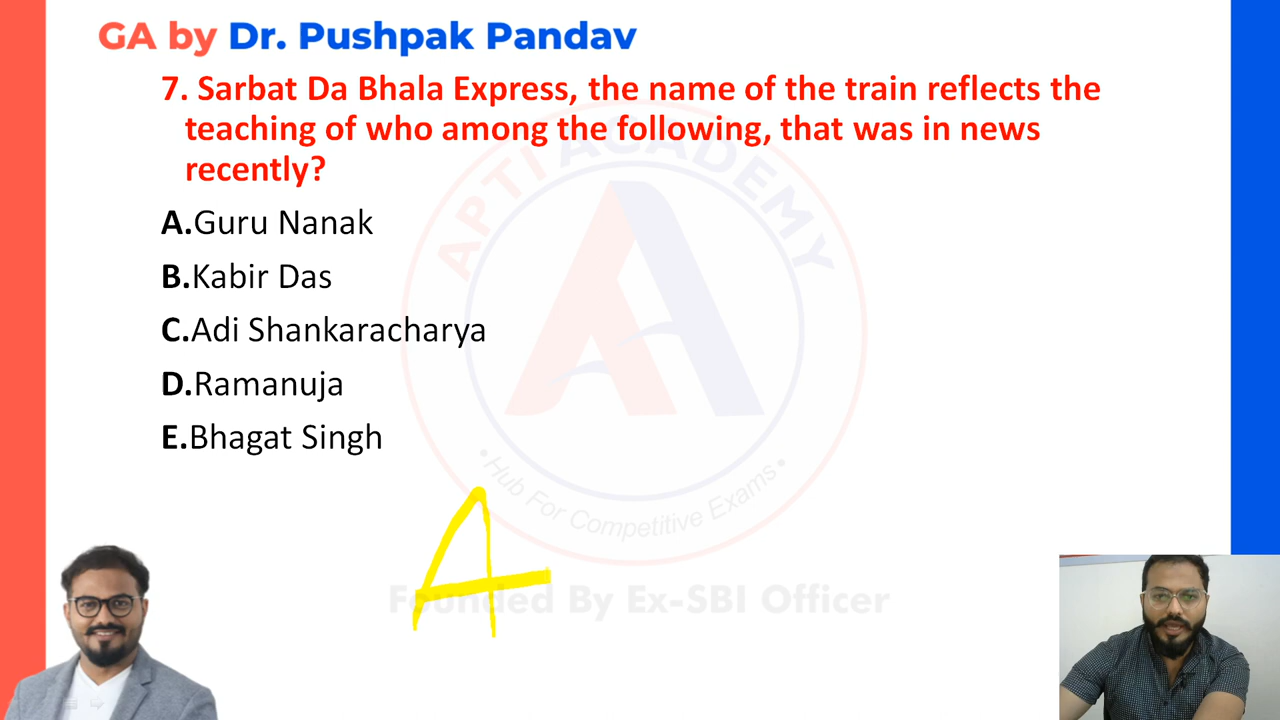 GA by Dr. Pushpak Pandav
7. Sarbat Da Bhala Express, the name of the train reflects the
teaching of who among the following, that was in news
recently?
A.Guru Nanak
B.Kabir Das
C.Adi Shankaracharya
D.Ramanuja
E.Bhagat Singh
APTI ACADEMY
•Hub For Competitive Exams•
A
Founded By Ex-SBI Officer